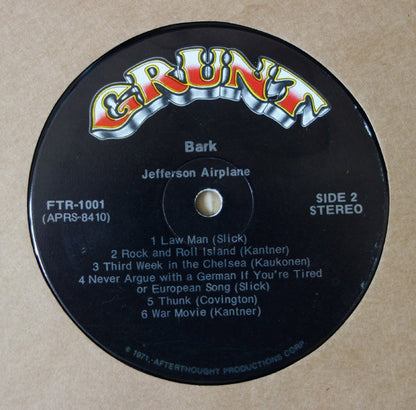 GRUNT
Bark
Jefferson Airplane
FTR-1001
(APRS-8410)
SIDE 2
STEREO
1 Law Man (Slick)
2 Rock and Roll Island (Kantner)
3 Third Week in the Chelsea (Kaukonen)
4 Never Argue with a German If You're Tired
or European Song (Slick)
5 Thunk (Covington)
6 War Movie (Kantner)
© 1971, AFTERTHOUGHT PRODUCTIONS CORP.